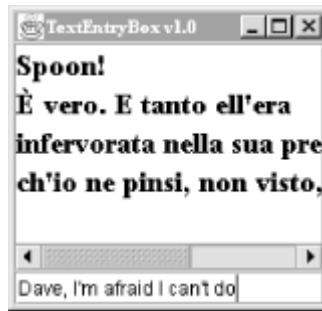 TextEntryBox v1.0
Spoon!
È vero. E tanto ell'era
infervorata nella sua pre
ch'io ne pinsi, non visto,
Dave, I'm afraid I can't do